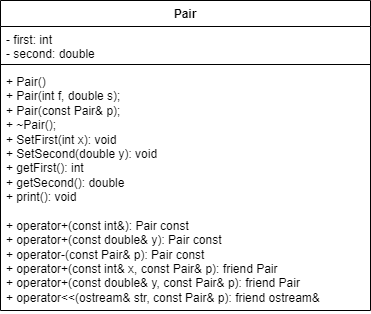 Pair
- first: int
- second: double
+ Pair()
+ Pair(int f, double s);
+ Pair(const Pair& p);
+ ~Pair();
+ SetFirst(int x): void
+ SetSecond(double y): void
+ getFirst(): int
+ getSecond(): double
+ print(): void
+ operator+(const int&): Pair const
+ operator+(const double& y): Pair const
+ operator-(const Pair& p): Pair const
+ operator+(const int& x, const Pair& p): friend Pair
+ operator+(const double& y, const Pair& p): friend Pair
+ operator<<(ostream& str, const Pair& p): friend ostream&